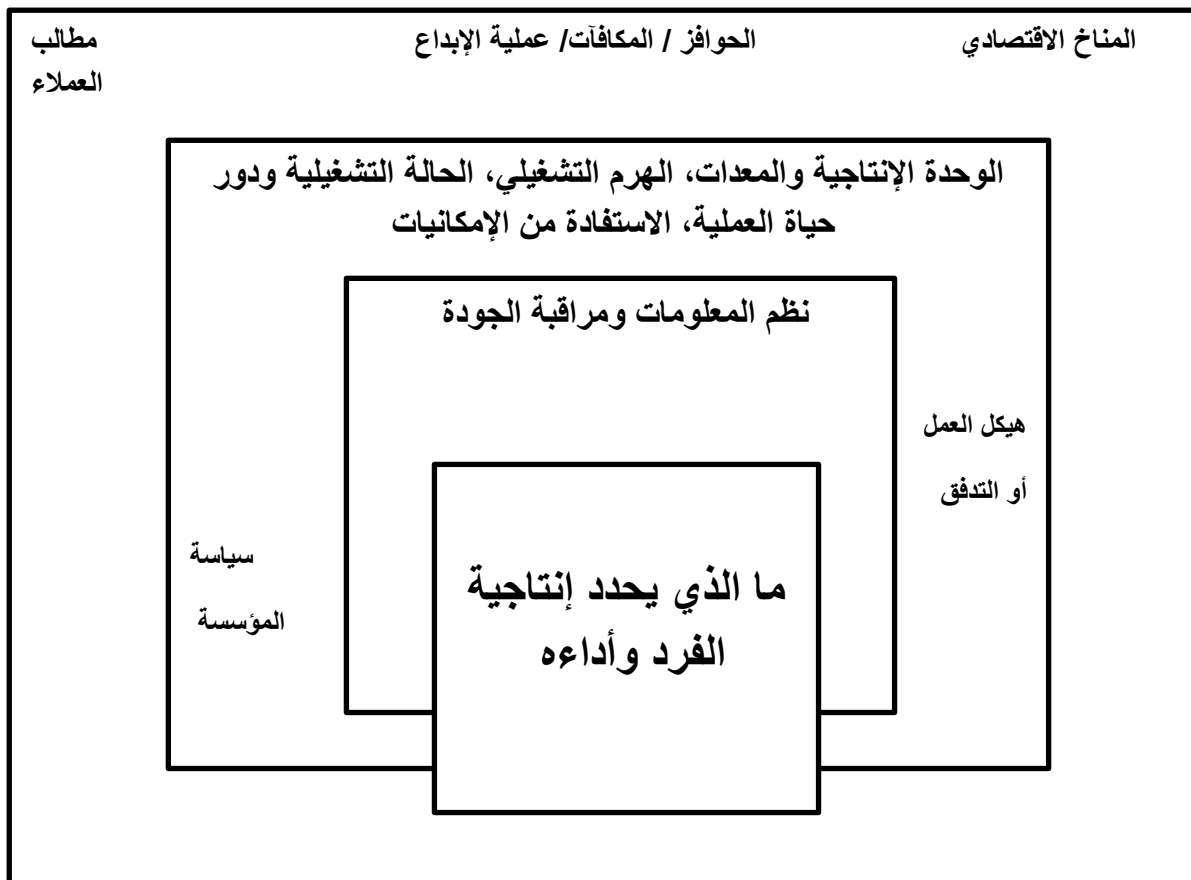 المناخ الاقتصادي
الحوافز / المكافآت/ عملية الإبداع
مطالب
العملاء
الوحدة الإنتاجية والمعدات، الهرم التشغيلي، الحالة التشغيلية ودور
حياة العملية، الاستفادة من الإمكانيات
نظم المعلومات ومراقبة الجودة
هيكل العمل
أو التدفق
سياسة
المؤسسة
ما الذي يحدد إنتاجية
الفرد وأداءه